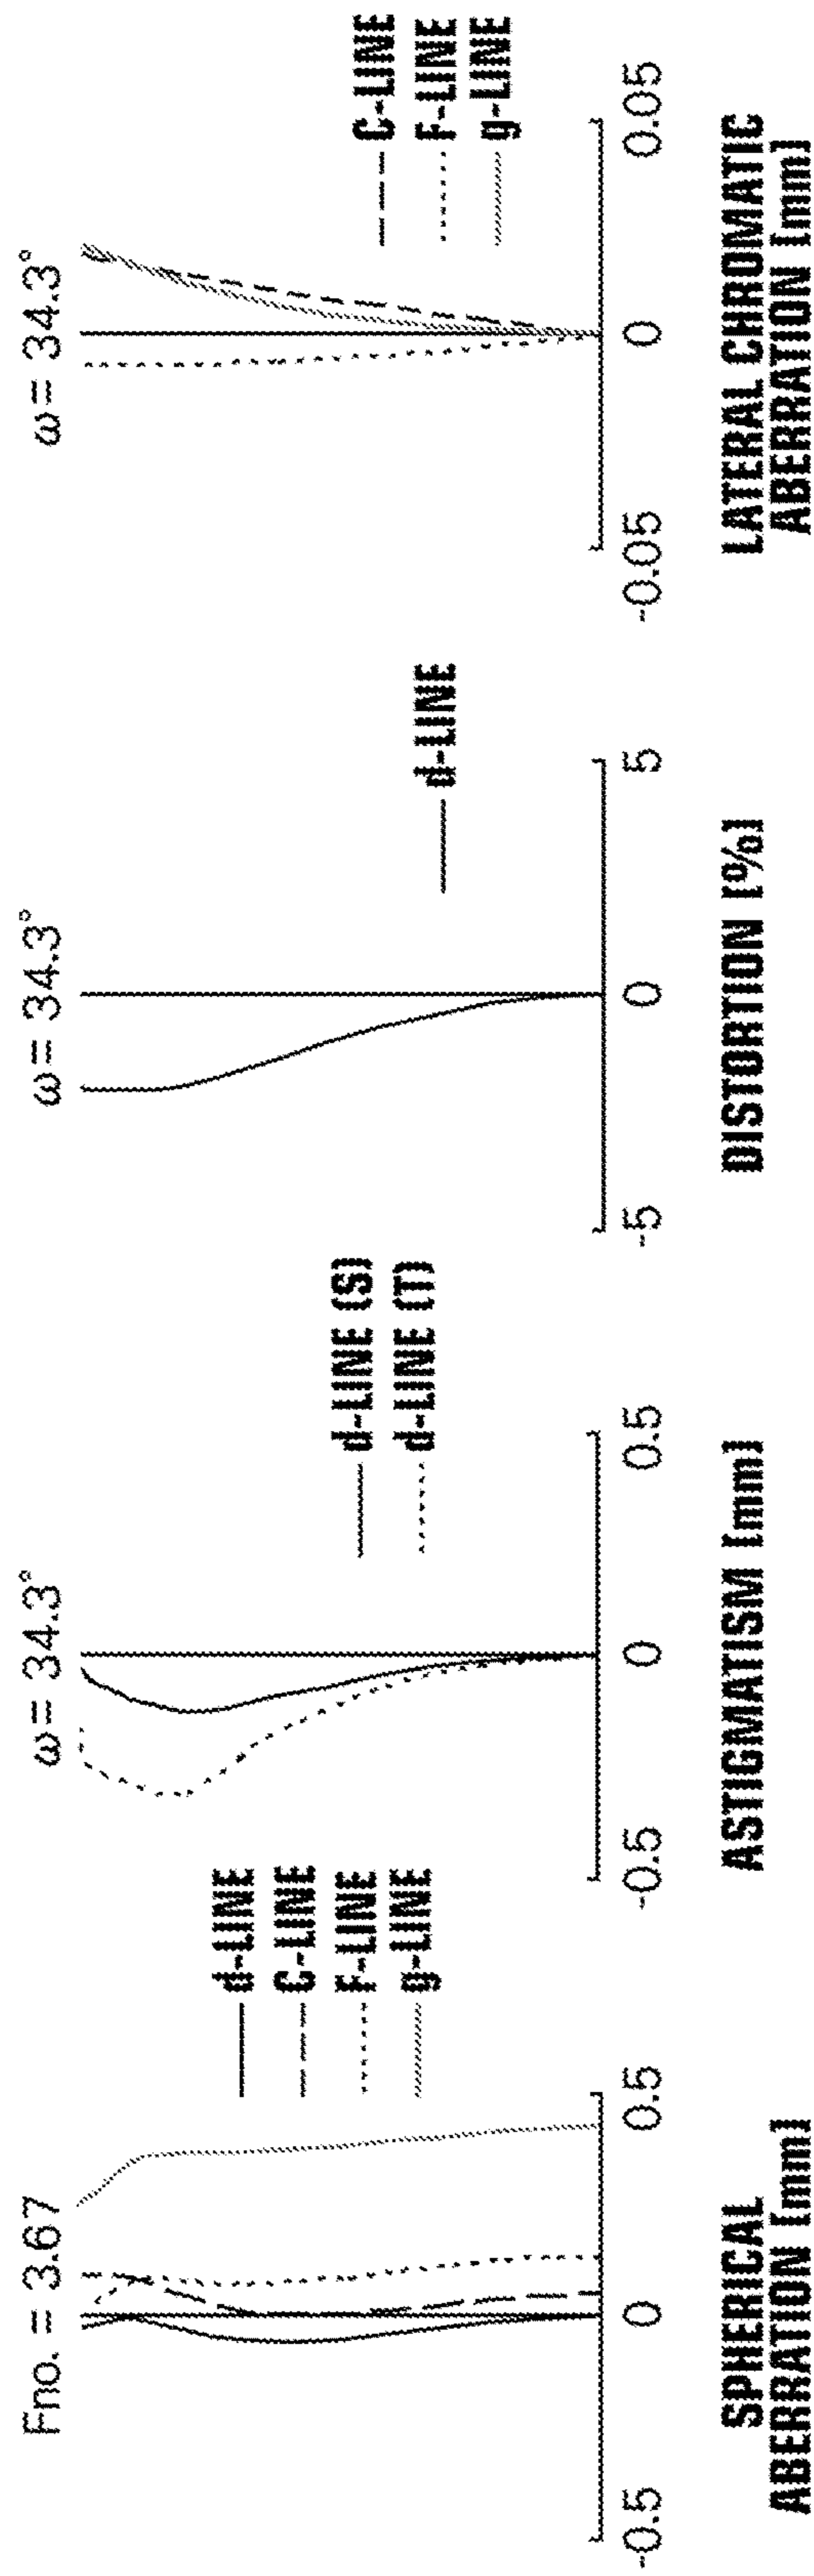 Fno. = 3.67
d-LINE
C-LINE
F-LINE
g-LINE
-0.5
0
0.5
SPHERICAL
ABERRATION [mm]
ω= 34.3°
d-LINE (S)
d-LINE (T)
-0.5
0
0.5
ASTIGMATISM [mm]
ω= 34.3°
d-LINE
-5
0
5
DISTORTION [%]
ω= 34.3°
C-LINE
F-LINE
g-LINE
-0.05
0
0.05
LATERAL CHROMATIC
ABERRATION [mm]